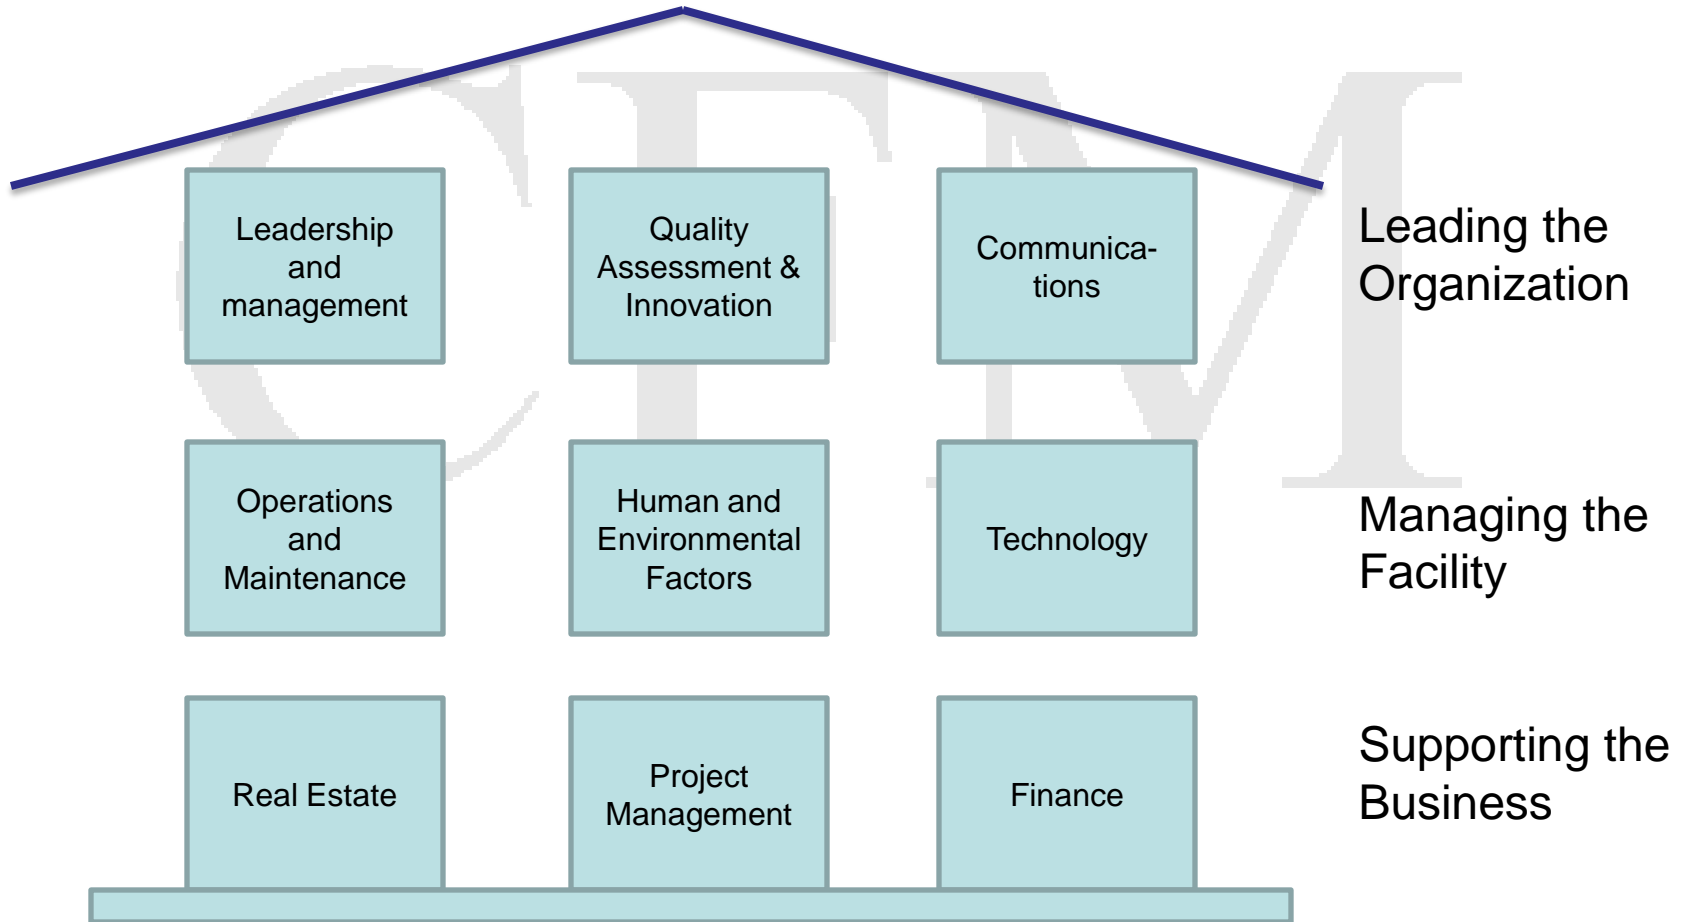 CFM
Leadership
and
management
Quality
Assessment &
Innovation
Communica-
tions
Leading the
Organization
Operations
and
Maintenance
Human and
Environmental
Factors
Technology
Managing the
Facility
Real Estate
Project
Management
Finance
Supporting the
Business